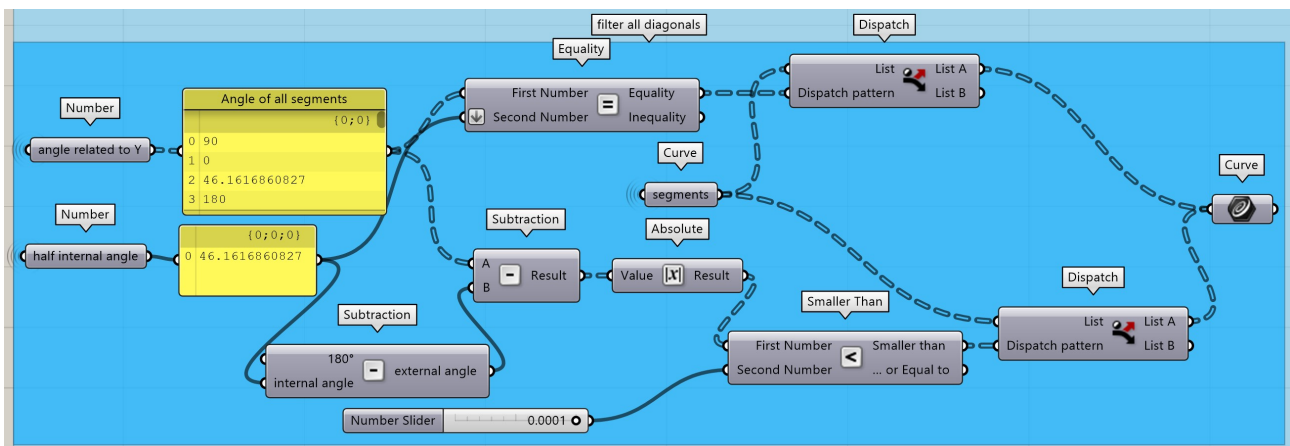 filter all diagonals
Dispatch
Equality
List
List A
Dispatch pattern
List B
First Number
Equality
Second Number
=
Inequality
Number
angle related to Y
Angle of all segments
{0;0}
0 90
1 0
2 46.1616860827
3 180
Curve
segments
Curve
Number
half internal angle
{0;0;0}
0 46.1616860827
Subtraction
A
B
-
Result
Absolute
Value
|x|
Result
Subtraction
180°
internal angle
-
external angle
Smaller Than
First Number
Smaller than
Second Number
<
... or Equal to
Dispatch
List
List A
Dispatch pattern
List B
Number Slider
0.0001